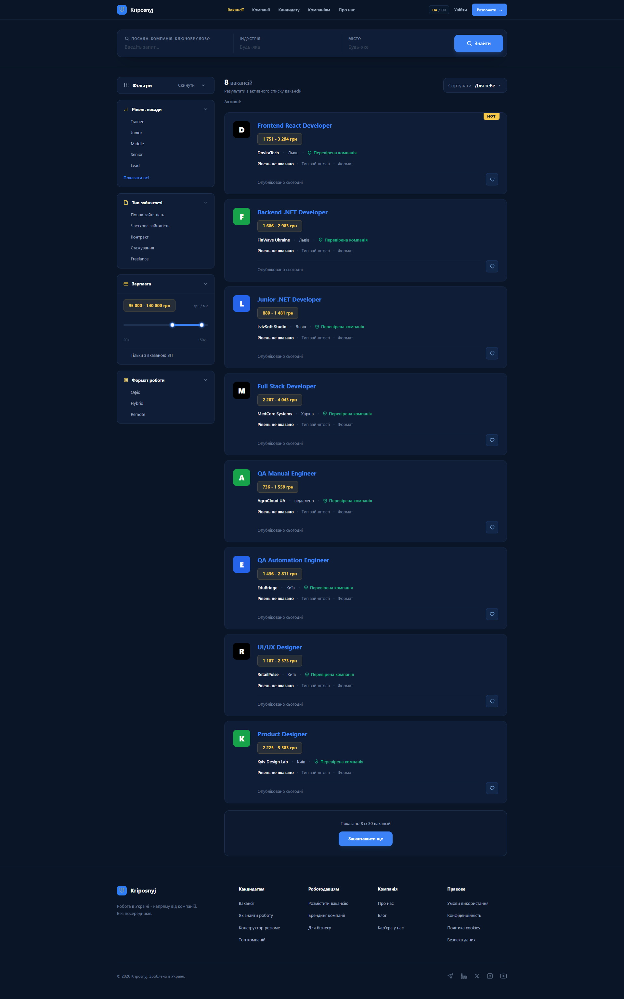 Kriposnyj
Вакансії Компанії Кандидату Компаніям Про нас
UA / EN Увійти Розпочати →
ПОСАДА, КОМПАНІЯ, КЛЮЧОВЕ СЛОВО
Введіть запит...
ІНДУСТРІЯ
Будь-яка
МІСТО
Будь-яке
Знайти
Фільтри Скинути
Рівень посади
Trainee
Junior
Middle
Senior
Lead
Показати всі
Тип зайнятості
Повна зайнятість
Часткова зайнятість
Контракт
Стажування
Freelance
Зарплата
95 000 - 140 000 грн грн / міс
20k 150k+
Тільки з вказаною ЗП
Формат роботи
Офіс
Hybrid
Remote
8 вакансій
Результати з активного списку вакансій
Сортувати: Для тебе
Активні:
HOT
D
Frontend React Developer
1 751 - 3 294 грн
DoviraTech · Львів · Перевірена компанія
Рівень не вказано · Тип зайнятості · Формат
Опубліковано сьогодні
F
Backend .NET Developer
1 686 - 2 983 грн
FinWave Ukraine · Львів · Перевірена компанія
Рівень не вказано · Тип зайнятості · Формат
Опубліковано сьогодні
L
Junior .NET Developer
889 - 1 481 грн
LvivSoft Studio · Львів · Перевірена компанія
Рівень не вказано · Тип зайнятості · Формат
Опубліковано сьогодні
M
Full Stack Developer
2 207 - 4 043 грн
MedCore Systems · Харків · Перевірена компанія
Рівень не вказано · Тип зайнятості · Формат
Опубліковано сьогодні
A
QA Manual Engineer
736 - 1 559 грн
AgroCloud UA · віддалено · Перевірена компанія
Рівень не вказано · Тип зайнятості · Формат
Опубліковано сьогодні
E
QA Automation Engineer
1 436 - 2 811 грн
EduBridge · Київ · Перевірена компанія
Рівень не вказано · Тип зайнятості · Формат
Опубліковано сьогодні
R
UI/UX Designer
1 187 - 2 573 грн
RetailPulse · Київ · Перевірена компанія
Рівень не вказано · Тип зайнятості · Формат
Опубліковано сьогодні
K
Product Designer
2 225 - 3 583 грн
Kyiv Design Lab · Київ · Перевірена компанія
Рівень не вказано · Тип зайнятості · Формат
Опубліковано сьогодні
Показано 8 із 30 вакансій
Завантажити ще
Kriposnyj
Робота в Україні - напряму від компаній.
Без посередників.
Кандидатам
Вакансії
Як знайти роботу
Конструктор резюме
Топ компаній
Роботодавцям
Розмістити вакансію
Брендинг компанії
Для бізнесу
Компанія
Про нас
Блог
Кар'єра у нас
Правове
Умови використання
Конфіденційність
Політика cookies
Безпека даних
© 2026 Kriposnyj. Зроблено в Україні.